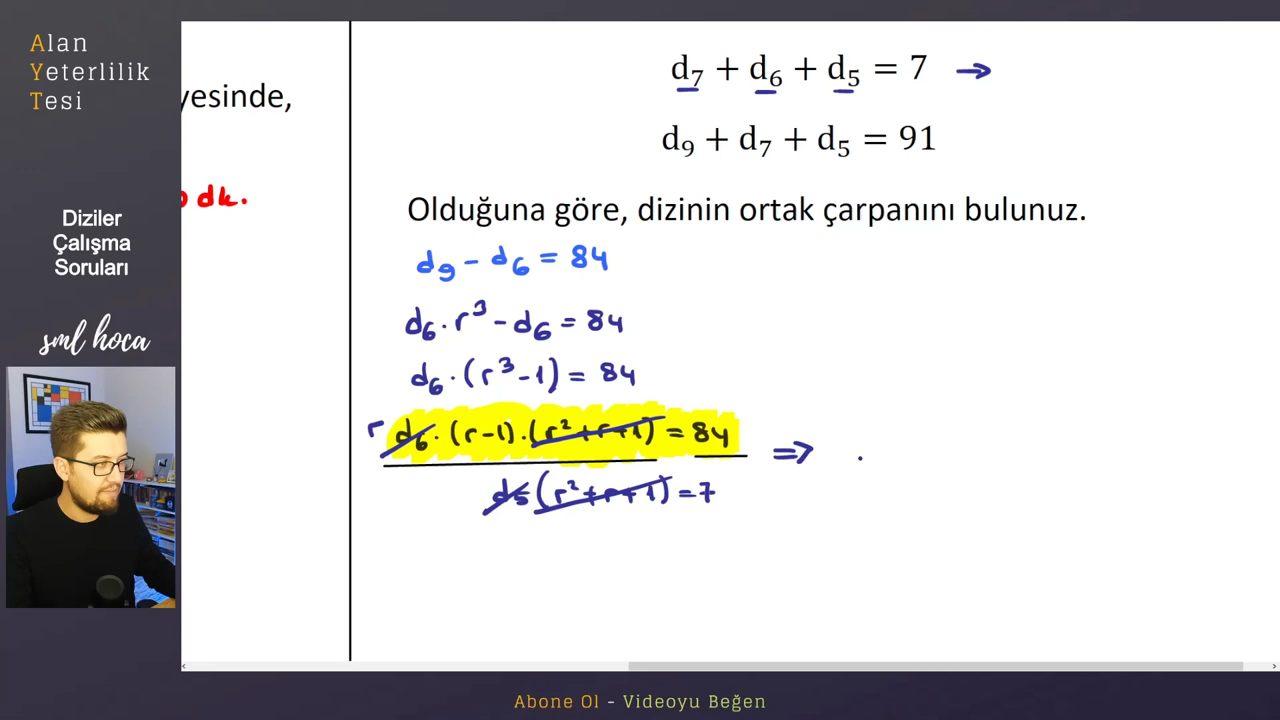 Alan
Yeterlilik
Tesi
Diziler
Çalışma
Soruları
sml hoca
yesinde,
dk.
d₇ + d₆ + d₅ = 7 →
d₉ + d₇ + d₅ = 91
Olduğuna göre, dizinin ortak çarpanını bulunuz.
d₉ - d₆ = 84
d₆ · r³ - d₆ = 84
d₆ · (r³ - 1) = 84
r d₆ · (r-1) · (r²+r+1) = 84 ⇒ .
d₅ (r²+r+1) = 7
Abone Ol - Videoyu Beğen